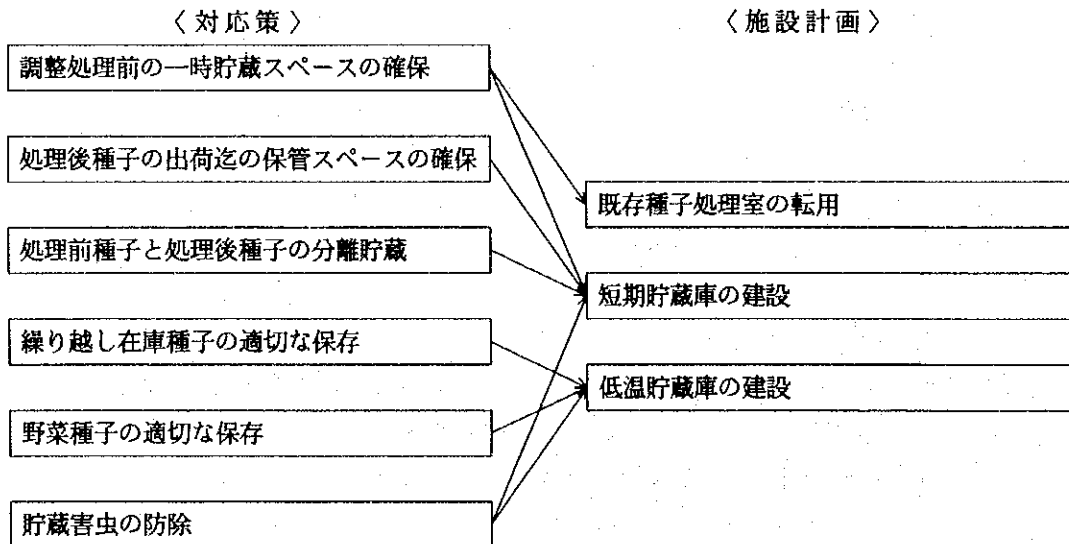 〈対応策〉
〈施設計画〉
調整処理前の一時貯蔵スペースの確保
処理後種子の出荷迄の保管スペースの確保
処理前種子と処理後種子の分離貯蔵
繰り越し在庫種子の適切な保存
野菜種子の適切な保存
貯蔵害虫の防除
既存種子処理室の転用
短期貯蔵庫の建設
低温貯蔵庫の建設